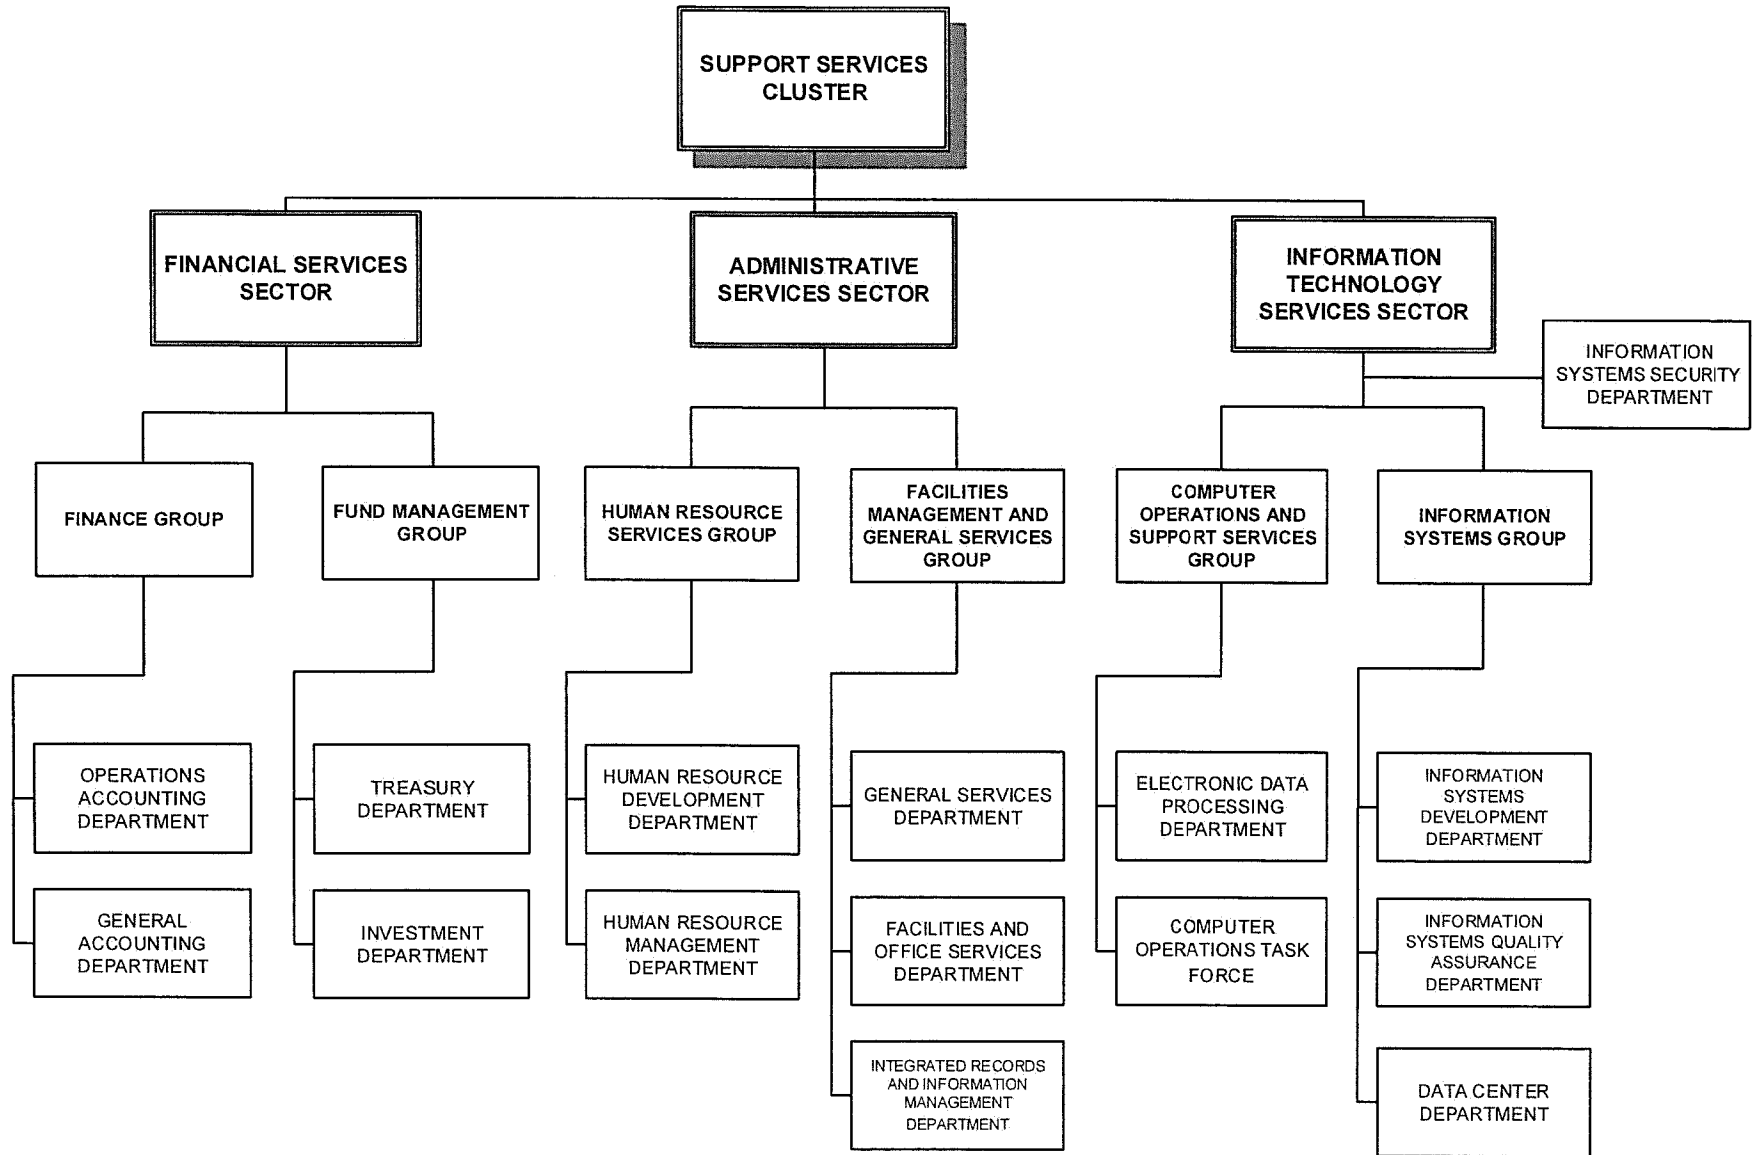 SUPPORT SERVICES
CLUSTER
FINANCIAL SERVICES
SECTOR
ADMINISTRATIVE
SERVICES SECTOR
INFORMATION
TECHNOLOGY
SERVICES SECTOR
INFORMATION
SYSTEMS SECURITY
DEPARTMENT
FINANCE GROUP
FUND MANAGEMENT
GROUP
HUMAN RESOURCE
SERVICES GROUP
FACILITIES
MANAGEMENT AND
GENERAL SERVICES
GROUP
COMPUTER
OPERATIONS AND
SUPPORT SERVICES
GROUP
INFORMATION
SYSTEMS GROUP
OPERATIONS
ACCOUNTING
DEPARTMENT
TREASURY
DEPARTMENT
HUMAN RESOURCE
DEVELOPMENT
DEPARTMENT
GENERAL SERVICES
DEPARTMENT
ELECTRONIC DATA
PROCESSING
DEPARTMENT
INFORMATION
SYSTEMS
DEVELOPMENT
DEPARTMENT
GENERAL
ACCOUNTING
DEPARTMENT
INVESTMENT
DEPARTMENT
HUMAN RESOURCE
MANAGEMENT
DEPARTMENT
FACILITIES AND
OFFICE SERVICES
DEPARTMENT
COMPUTER
OPERATIONS TASK
FORCE
INFORMATION
SYSTEMS QUALITY
ASSURANCE
DEPARTMENT
INTEGRATED RECORDS
AND INFORMATION
MANAGEMENT
DEPARTMENT
DATA CENTER
DEPARTMENT